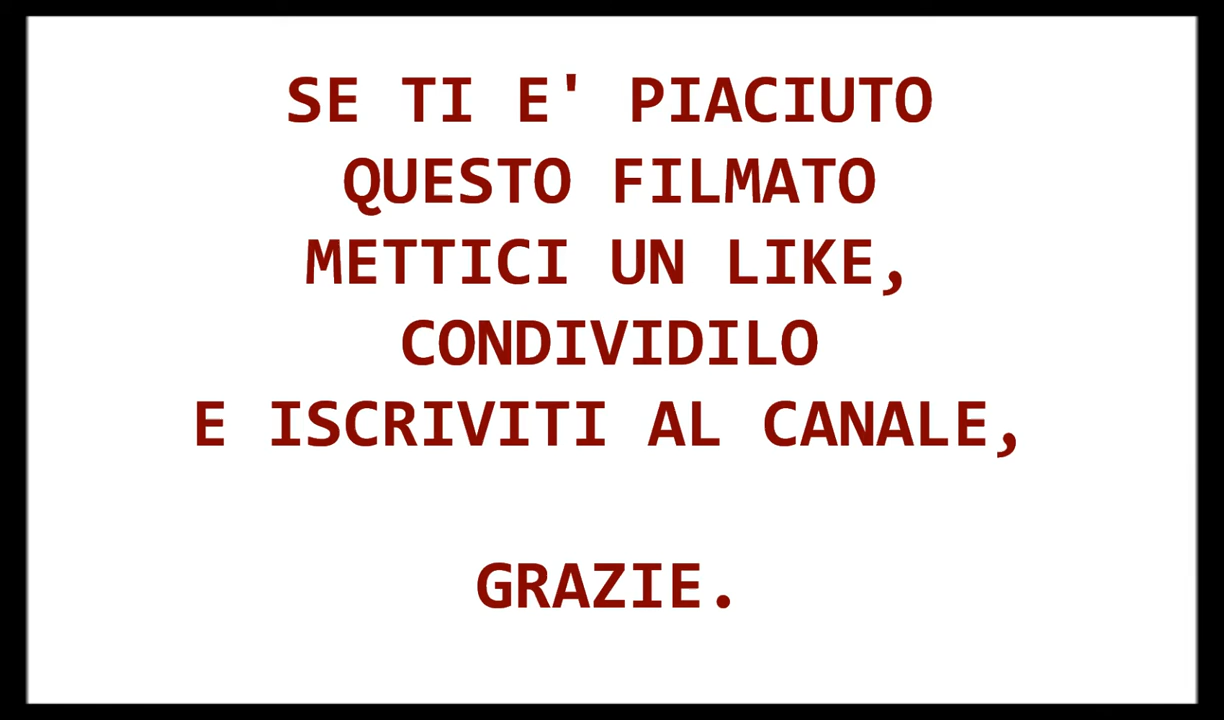 SE TI E' PIACIUTO
QUESTO FILMATO
METTICI UN LIKE,
CONDIVIDILO
E ISCRIVITI AL CANALE,
GRAZIE.